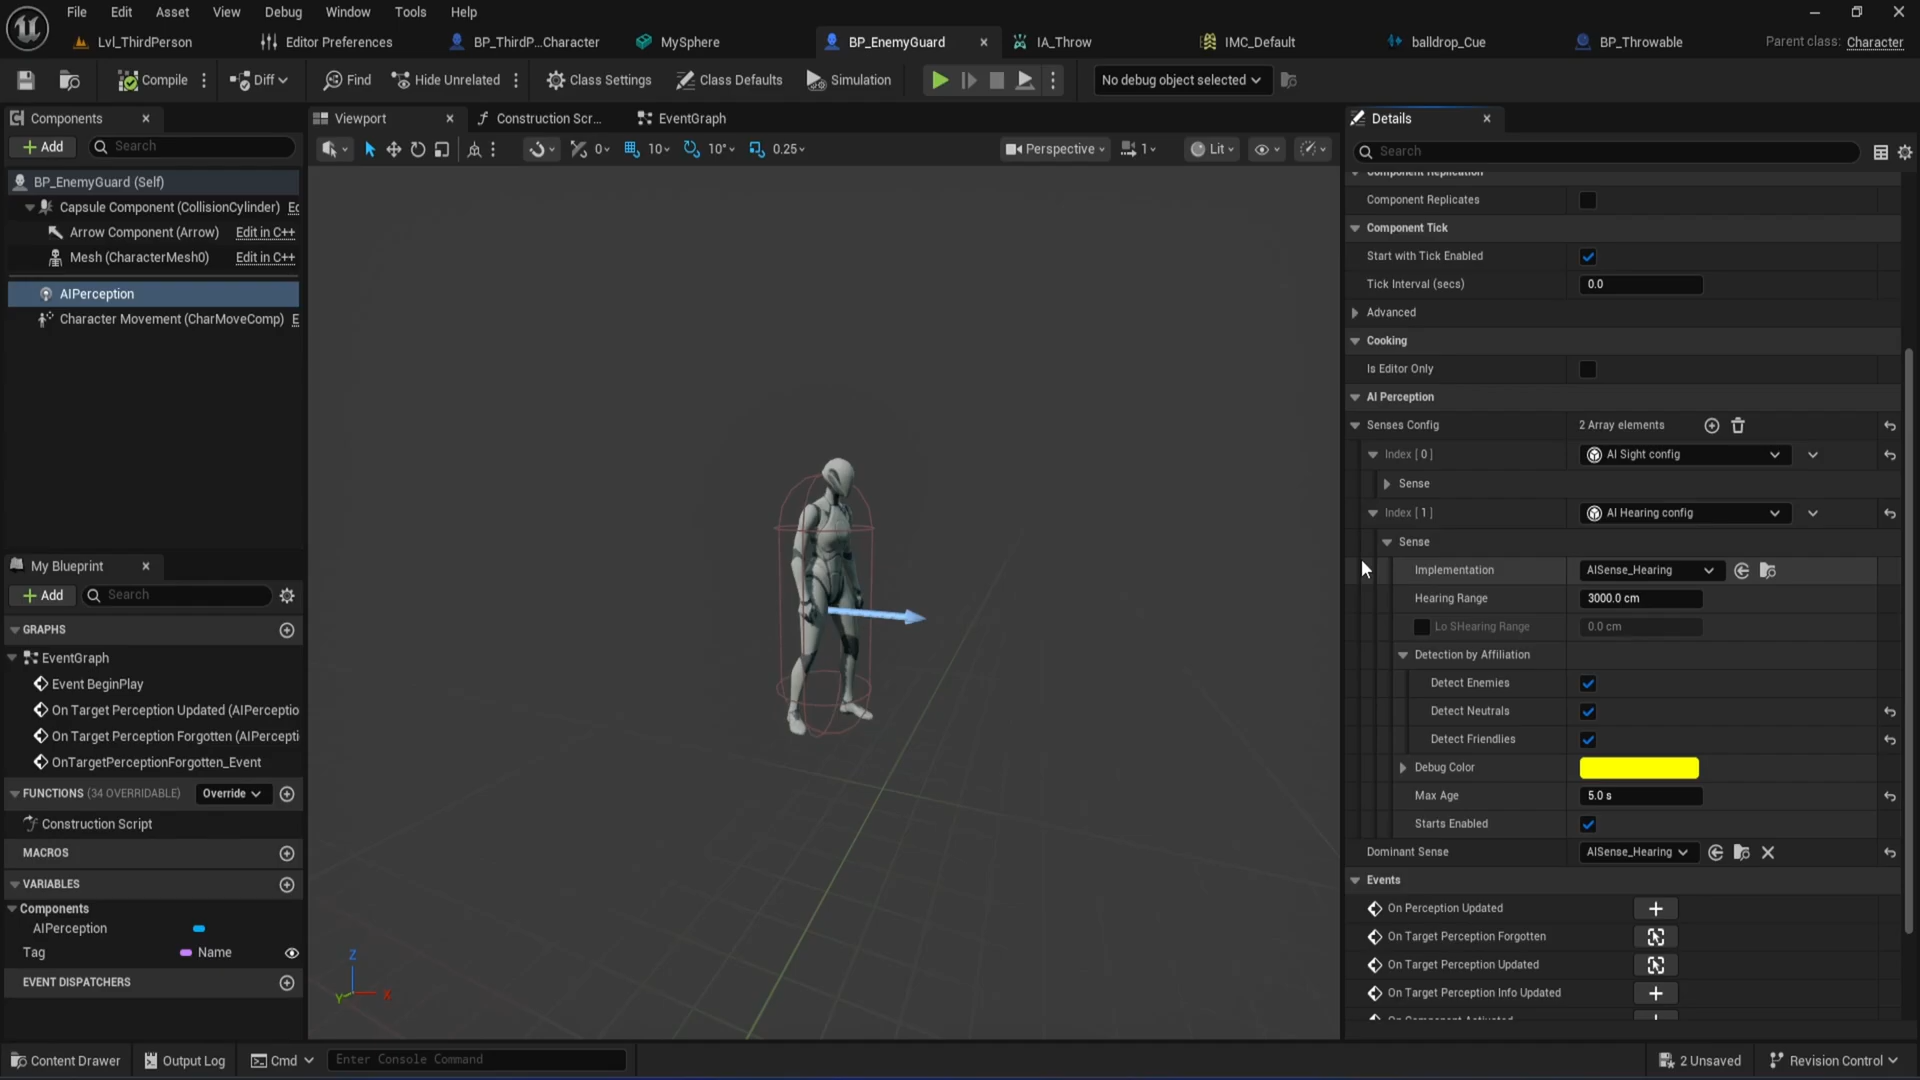 File Edit Asset View Debug Window Tools Help
Lvl_ThirdPerson Editor Preferences BP_ThirdP...Character MySphere BP_EnemyGuard IA_Throw IMC_Default balldrop_Cue BP_Throwable Parent class: Character
Compile Diff Find Hide Unrelated Class Settings Class Defaults Simulation No debug object selected
Components
Add Search
BP_EnemyGuard (Self)
Capsule Component (CollisionCylinder)
Arrow Component (Arrow) Edit in C++
Mesh (CharacterMesh0) Edit in C++
AIPerception
Character Movement (CharMoveComp)
My Blueprint
Add Search
GRAPHS
EventGraph
Event BeginPlay
On Target Perception Updated (AIPerceptio
On Target Perception Forgotten (AIPercepti
OnTargetPerceptionForgotten_Event
FUNCTIONS (34 OVERRIDABLE) Override
Construction Script
MACROS
VARIABLES
Components
AIPerception
Tag Name
EVENT DISPATCHERS
Viewport Construction Scr... EventGraph
0 10 10° 0.25 Perspective 1 Lit
Z
Y X
Details
Search
Component Replication
Component Replicates
Component Tick
Start with Tick Enabled
Tick Interval (secs) 0.0
Advanced
Cooking
Is Editor Only
AI Perception
Senses Config 2 Array elements
Index [ 0 ] AI Sight config
Sense
Index [ 1 ] AI Hearing config
Sense
Implementation AISense_Hearing
Hearing Range 3000.0 cm
Lo SHearing Range 0.0 cm
Detection by Affiliation
Detect Enemies
Detect Neutrals
Detect Friendlies
Debug Color
Max Age 5.0 s
Starts Enabled
Dominant Sense AISense_Hearing
Events
On Perception Updated
On Target Perception Forgotten
On Target Perception Updated
On Target Perception Info Updated
On Component Activated
Content Drawer Output Log Cmd Enter Console Command 2 Unsaved Revision Control